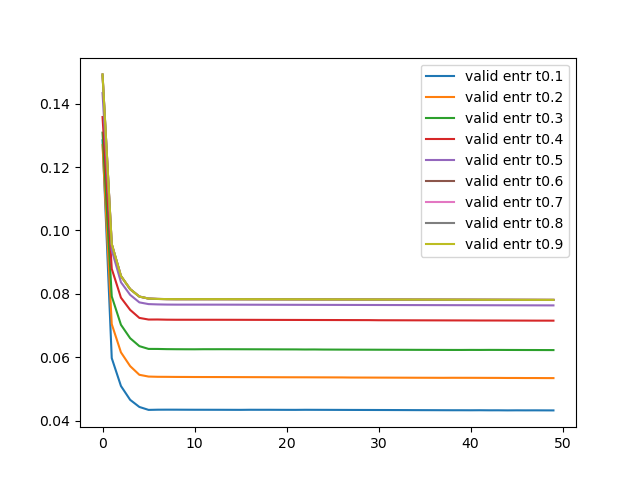 valid entr t0.1
valid entr t0.2
valid entr t0.3
valid entr t0.4
valid entr t0.5
valid entr t0.6
valid entr t0.7
valid entr t0.8
valid entr t0.9
0.14
0.12
0.10
0.08
0.06
0.04
0 10 20 30 40 50